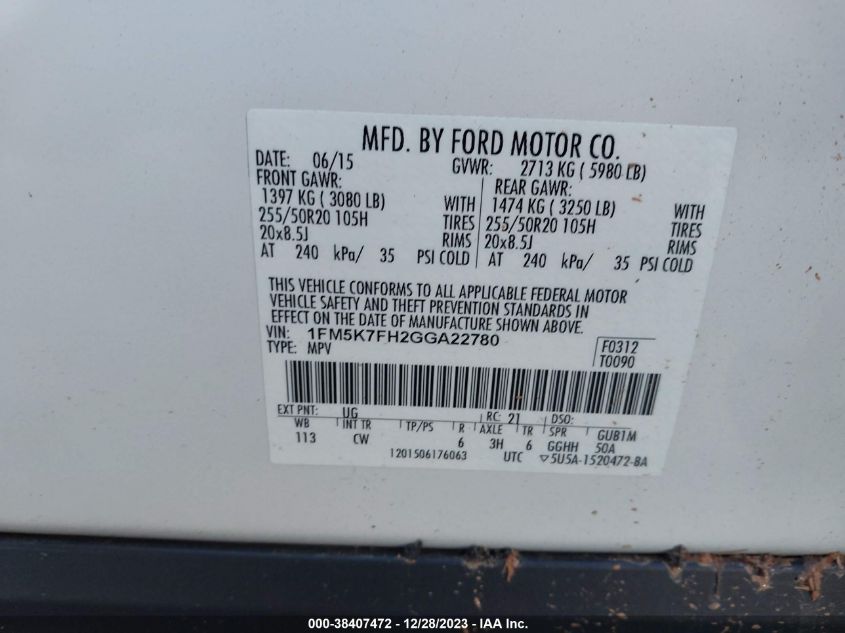 MFD. BY FORD MOTOR CO.
DATE: 06/15 GVWR: 2713 KG ( 5980 LB)
FRONT GAWR: REAR GAWR:
1397 KG ( 3080 LB) WITH 1474 KG ( 3250 LB) WITH
255/50R20 105H TIRES 255/50R20 105H TIRES
20x8.5J RIMS 20x8.5J RIMS
AT 240 kPa/ 35 PSI COLD AT 240 kPa/ 35 PSI COLD
THIS VEHICLE CONFORMS TO ALL APPLICABLE FEDERAL MOTOR
VEHICLE SAFETY AND THEFT PREVENTION STANDARDS IN
EFFECT ON THE DATE OF MANUFACTURE SHOWN ABOVE.
VIN: 1FM5K7FH2GGA22780 F0312
TYPE: MPV T0090
EXT PNT: UG RC: 21 DSO:
WB INT TR TP/PS R AXLE TR SPR GUB1M
113 CW 6 3H 6 GGHH 50A
1201506176063 UTC ▽5U5A-1520472-BA
000-38407472 - 12/28/2023 - IAA Inc.